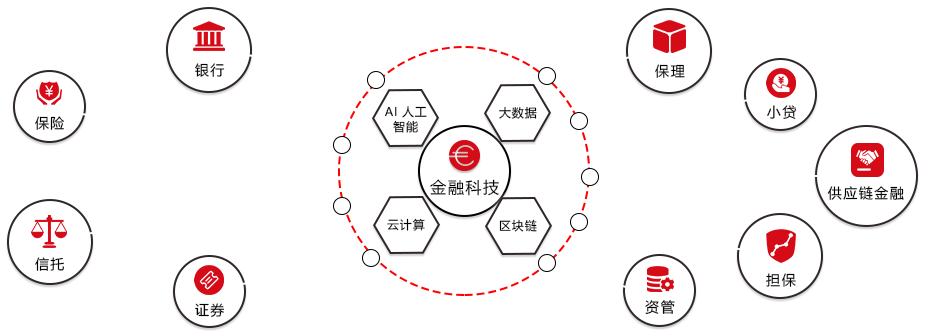 银行
保险
信托
证券
AI 人工
智能
大数据
金融科技
云计算
区块链
保理
小贷
供应链金融
担保
资管